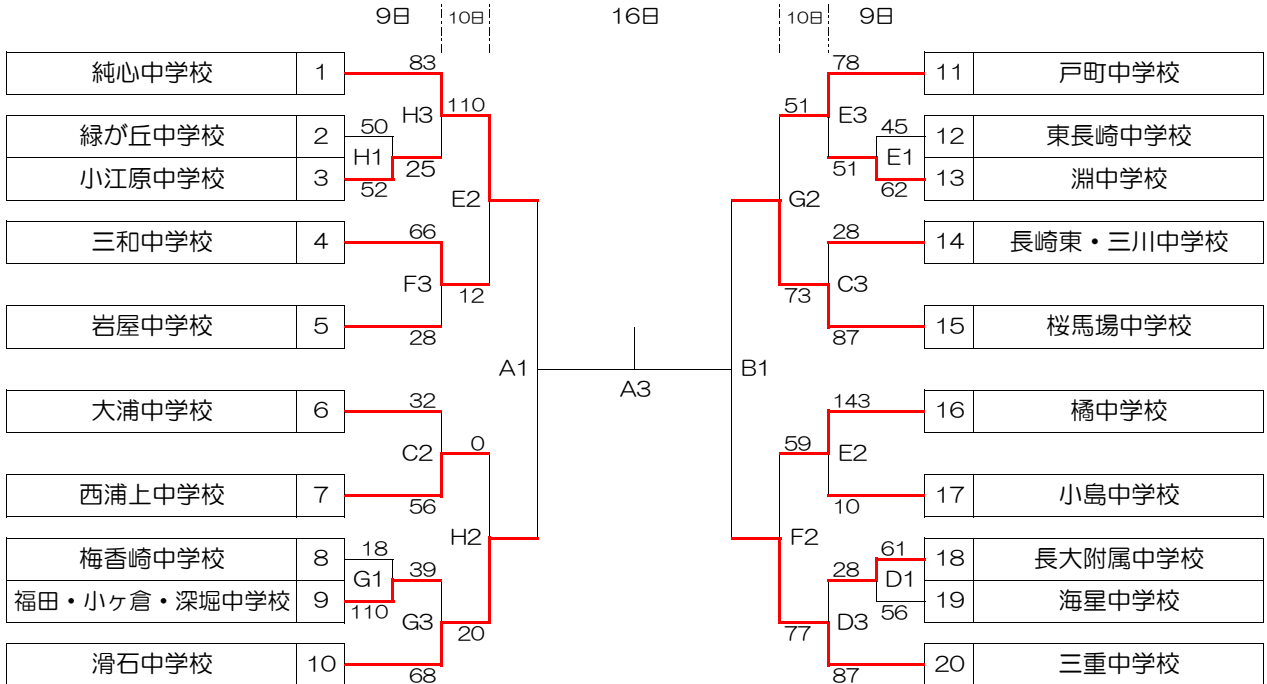 9日 10日 16日 10日 9日
83 78
純心中学校 1 11 戸町中学校
H3 110 51 E3
緑が丘中学校 2 50 45 12 東長崎中学校
H1 E1
小江原中学校 3 52 25 51 62 13 淵中学校
E2 G2
三和中学校 4 66 28 14 長崎東・三川中学校
F3 12 73 C3
岩屋中学校 5 28 87 15 桜馬場中学校
A1 A3 B1
大浦中学校 6 32 143 16 橘中学校
C2 0 59 E2
西浦上中学校 7 56 10 17 小島中学校
H2 F2
梅香崎中学校 8 18 61 18 長大附属中学校
G1 39 28 D1
福田・小ヶ倉・深堀中学校 9 110 56 19 海星中学校
G3 20 77 D3
滑石中学校 10 68 87 20 三重中学校